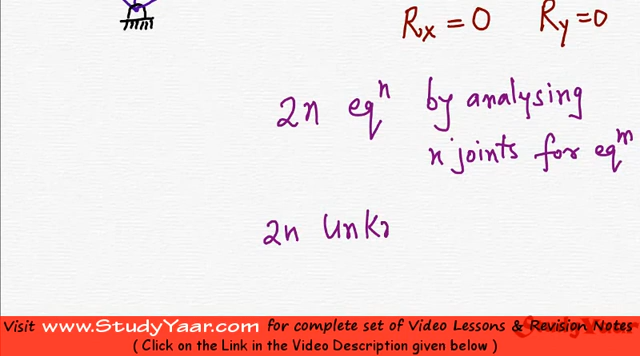 Rx = 0 Ry = 0
2n eqⁿ by analysing
n joints for eqᵐ
2n Unk
Visit www.StudyYaar.com for complete set of Video Lessons & Revision Notes
( Click on the Link in the Video Description given below )
StudyYaar